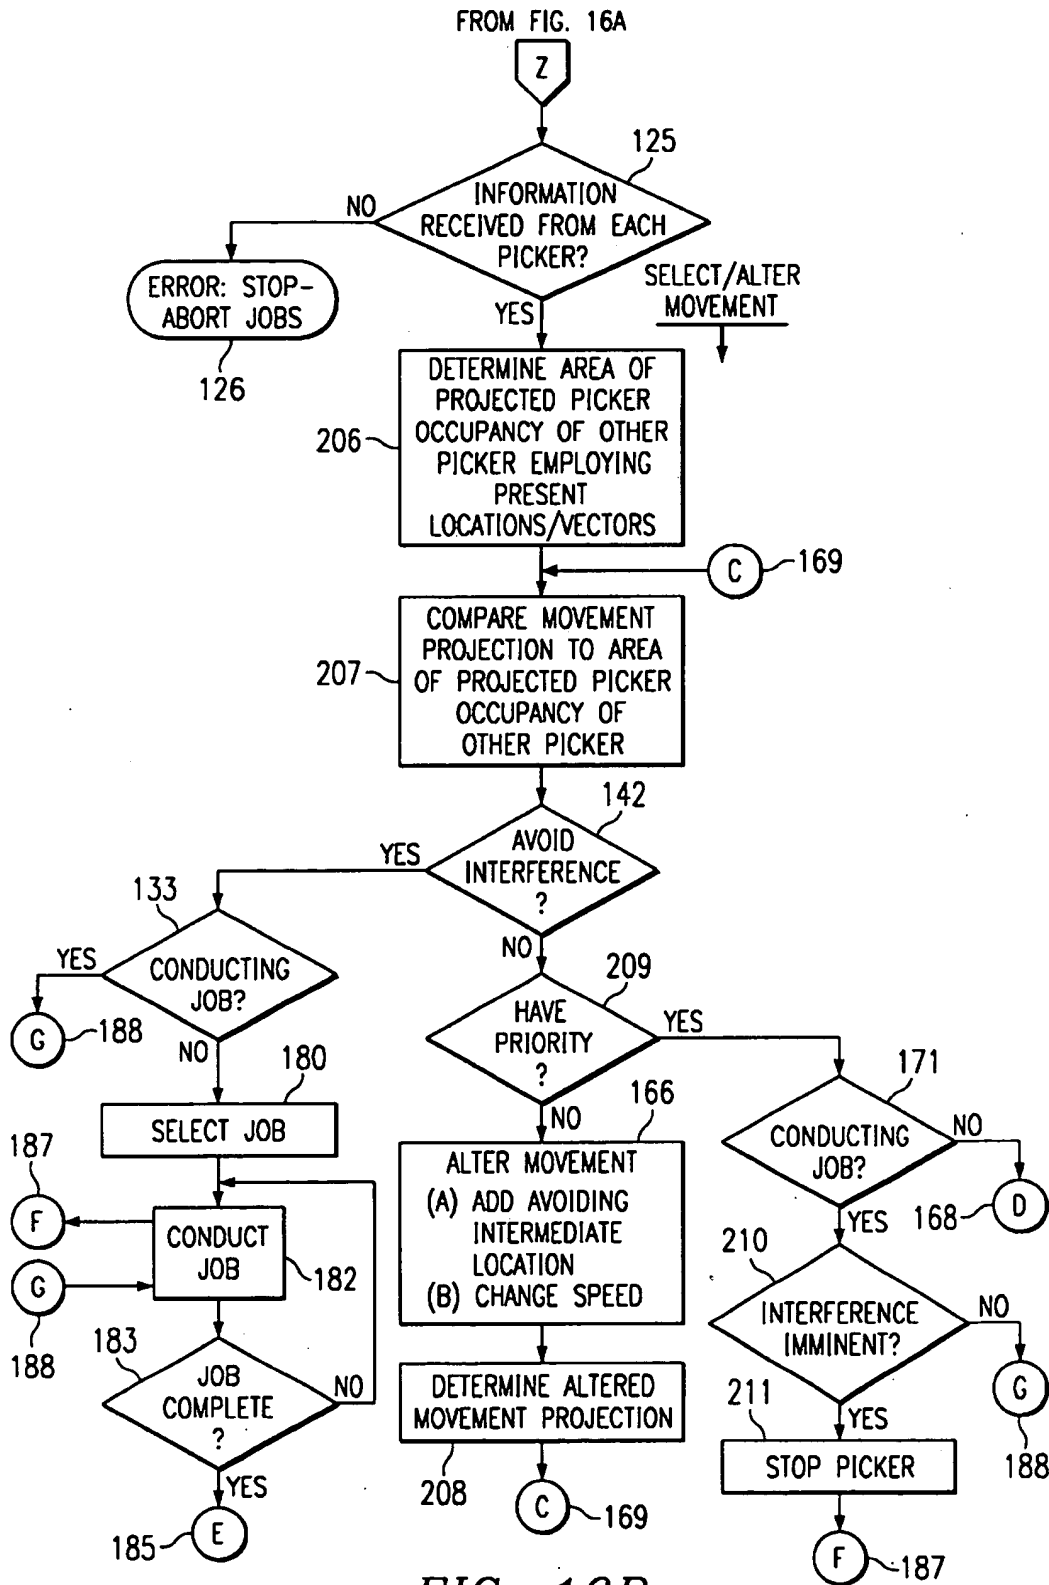 FROM FIG. 16A
Z
125
INFORMATION
RECEIVED FROM EACH
PICKER?
NO
ERROR: STOP-
ABORT JOBS
126
YES
SELECT/ALTER
MOVEMENT
206
DETERMINE AREA OF
PROJECTED PICKER
OCCUPANCY OF OTHER
PICKER EMPLOYING
PRESENT
LOCATIONS/VECTORS
C
169
207
COMPARE MOVEMENT
PROJECTION TO AREA
OF PROJECTED PICKER
OCCUPANCY OF
OTHER PICKER
142
AVOID
INTERFERENCE
?
YES
NO
133
CONDUCTING
JOB?
YES
G
188
NO
180
SELECT JOB
187
F
CONDUCT
JOB
182
G
188
183
JOB
COMPLETE
?
NO
YES
185
E
209
HAVE
PRIORITY
?
YES
NO
166
ALTER MOVEMENT
(A) ADD AVOIDING
INTERMEDIATE
LOCATION
(B) CHANGE SPEED
DETERMINE ALTERED
MOVEMENT PROJECTION
208
C
169
171
CONDUCTING
JOB?
NO
D
168
YES
210
INTERFERENCE
IMMINENT?
NO
G
188
YES
211
STOP PICKER
F
187